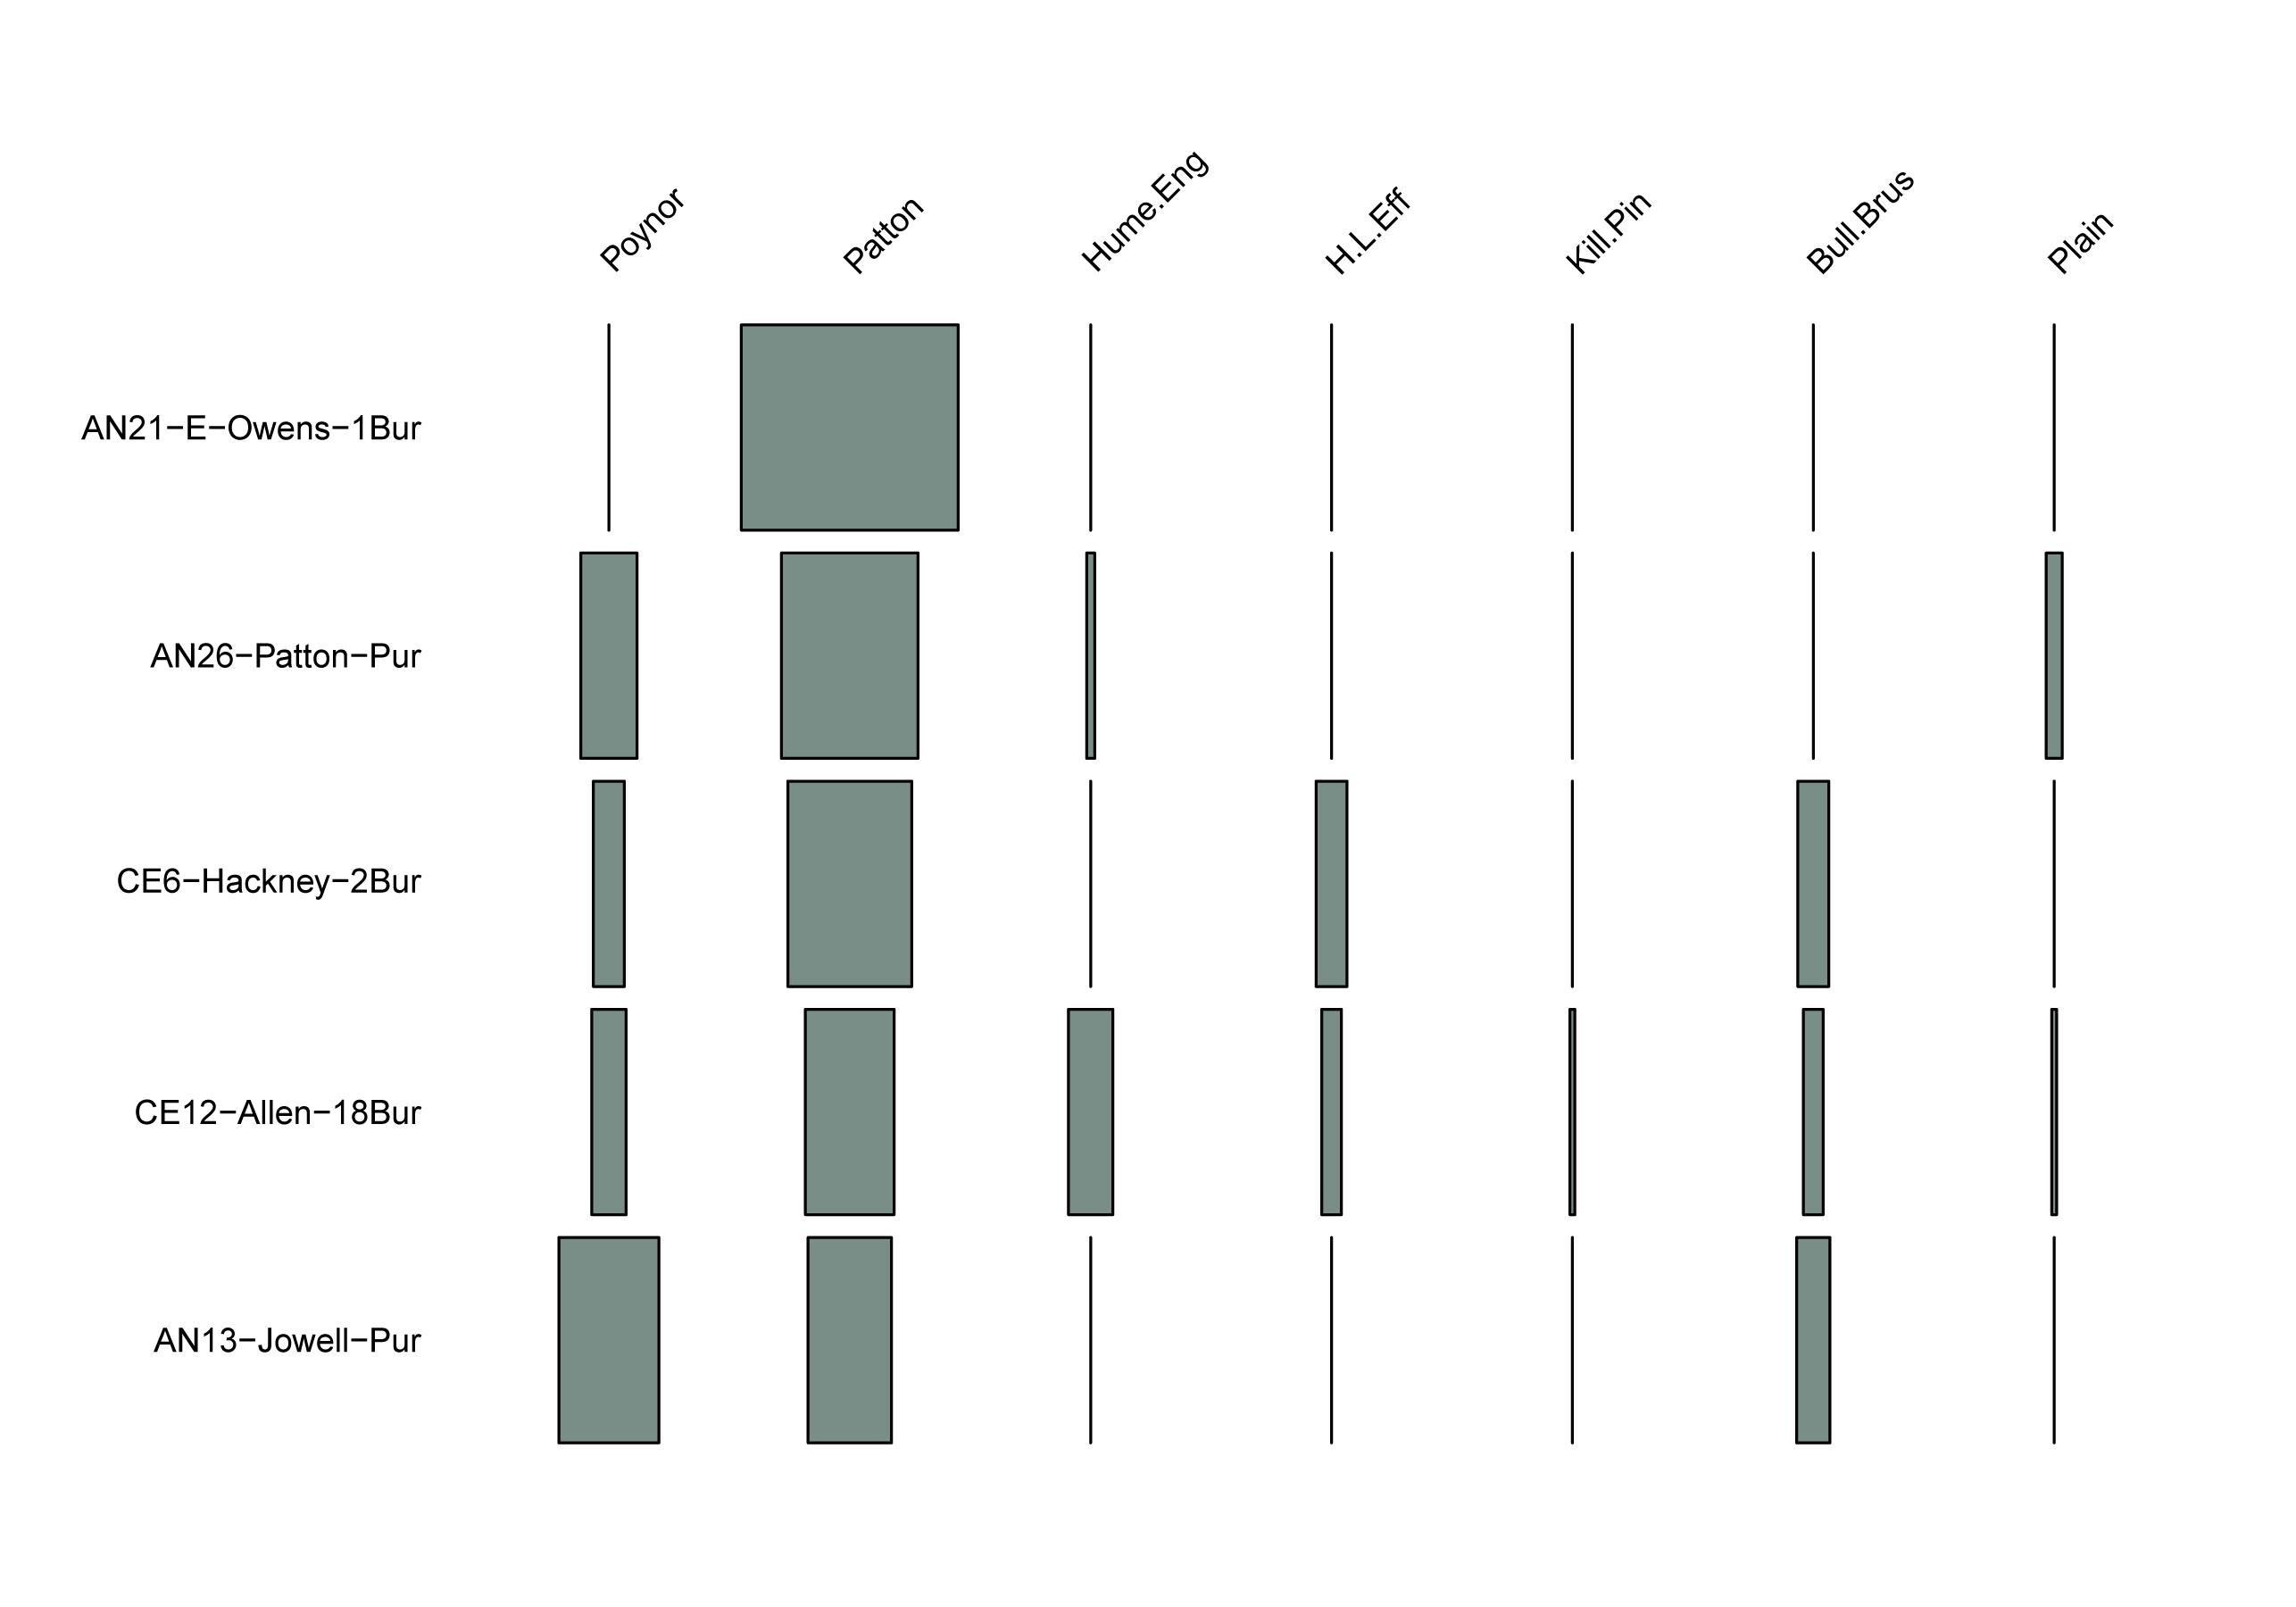 Poynor
Patton
Hume.Eng
H.L.Eff
Kill.Pin
Bull.Brus
Plain
AN21−E−Owens−1Bur
AN26−Patton−Pur
CE6−Hackney−2Bur
CE12−Allen−18Bur
AN13−Jowell−Pur